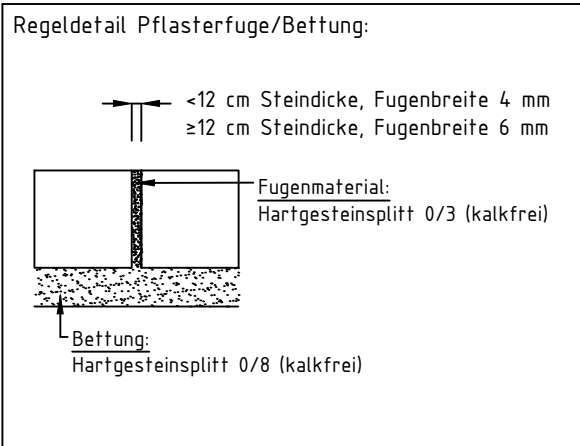 Regeldetail Pflasterfuge/Bettung:
<12 cm Steindicke, Fugenbreite 4 mm
≥12 cm Steindicke, Fugenbreite 6 mm
Fugenmaterial:
Hartgesteinsplitt 0/3 (kalkfrei)
Bettung:
Hartgesteinsplitt 0/8 (kalkfrei)